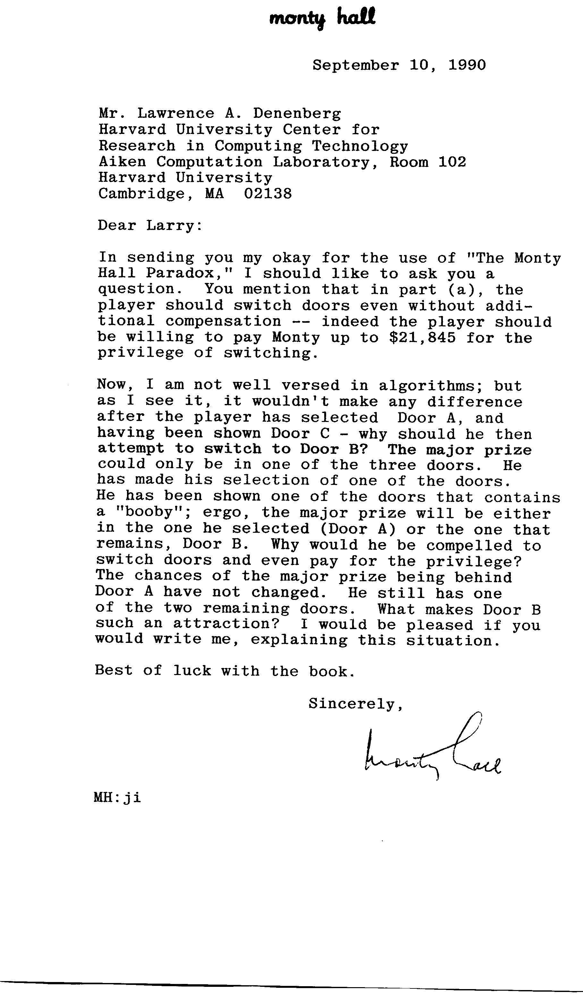 monty hall
September 10, 1990
Mr. Lawrence A. Denenberg
Harvard University Center for
Research in Computing Technology
Aiken Computation Laboratory, Room 102
Harvard University
Cambridge, MA  02138
Dear Larry:
In sending you my okay for the use of "The Monty
Hall Paradox," I should like to ask you a
question.  You mention that in part (a), the
player should switch doors even without addi-
tional compensation -- indeed the player should
be willing to pay Monty up to $21,845 for the
privilege of switching.
Now, I am not well versed in algorithms; but
as I see it, it wouldn't make any difference
after the player has selected  Door A, and
having been shown Door C - why should he then
attempt to switch to Door B?  The major prize
could only be in one of the three doors.  He
has made his selection of one of the doors.
He has been shown one of the doors that contains
a "booby"; ergo, the major prize will be either
in the one he selected (Door A) or the one that
remains, Door B.  Why would he be compelled to
switch doors and even pay for the privilege?
The chances of the major prize being behind
Door A have not changed.  He still has one
of the two remaining doors.  What makes Door B
such an attraction?  I would be pleased if you
would write me, explaining this situation.
Best of luck with the book.
Sincerely,
Monty Hall
MH:ji